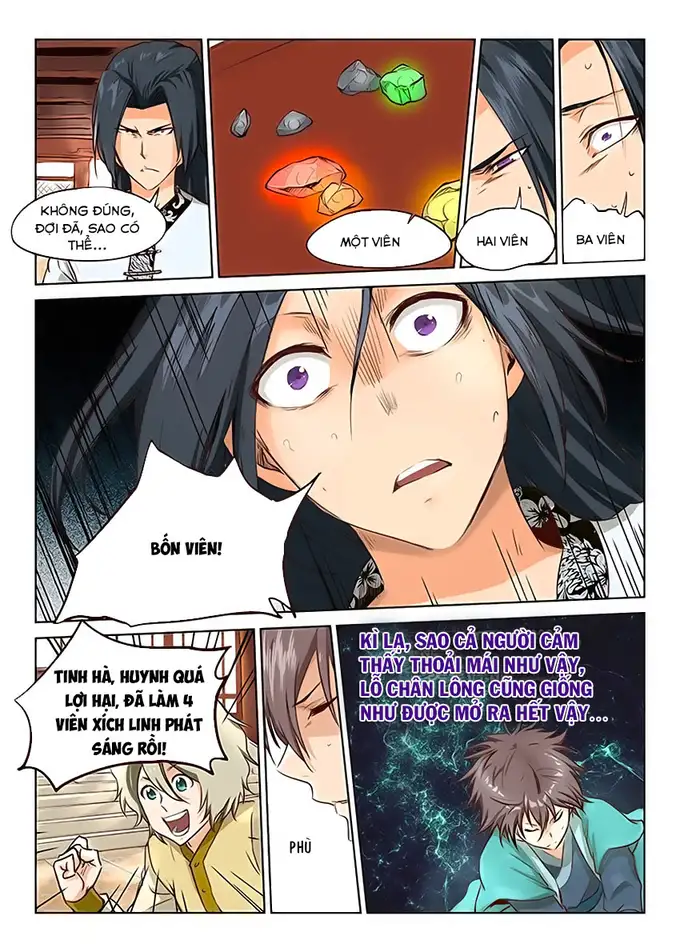 KHÔNG ĐÚNG,
ĐỢI ĐÃ, SAO CÓ
THỂ...
MỘT VIÊN
HAI VIÊN
BA VIÊN
BỐN VIÊN!
TINH HÀ, HUYNH QUÁ
LỢI HẠI, ĐÃ LÀM 4
VIÊN XÍCH LINH PHÁT
SÁNG RỒI!
PHÙ
KÌ LẠ, SAO CẢ NGƯỜI CẢM
THẤY THOẢI MÁI NHƯ VẬY,
LỖ CHÂN LÔNG CŨNG GIỐNG
NHƯ ĐƯỢC MỞ RA HẾT VẬY...